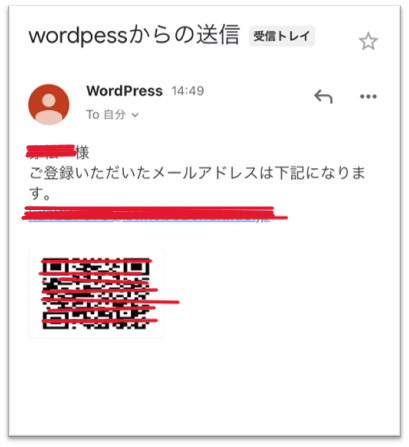 wordpessからの送信 受信トレイ
WordPress 14:49
To 自分
様
ご登録いただいたメールアドレスは下記になりま
す。